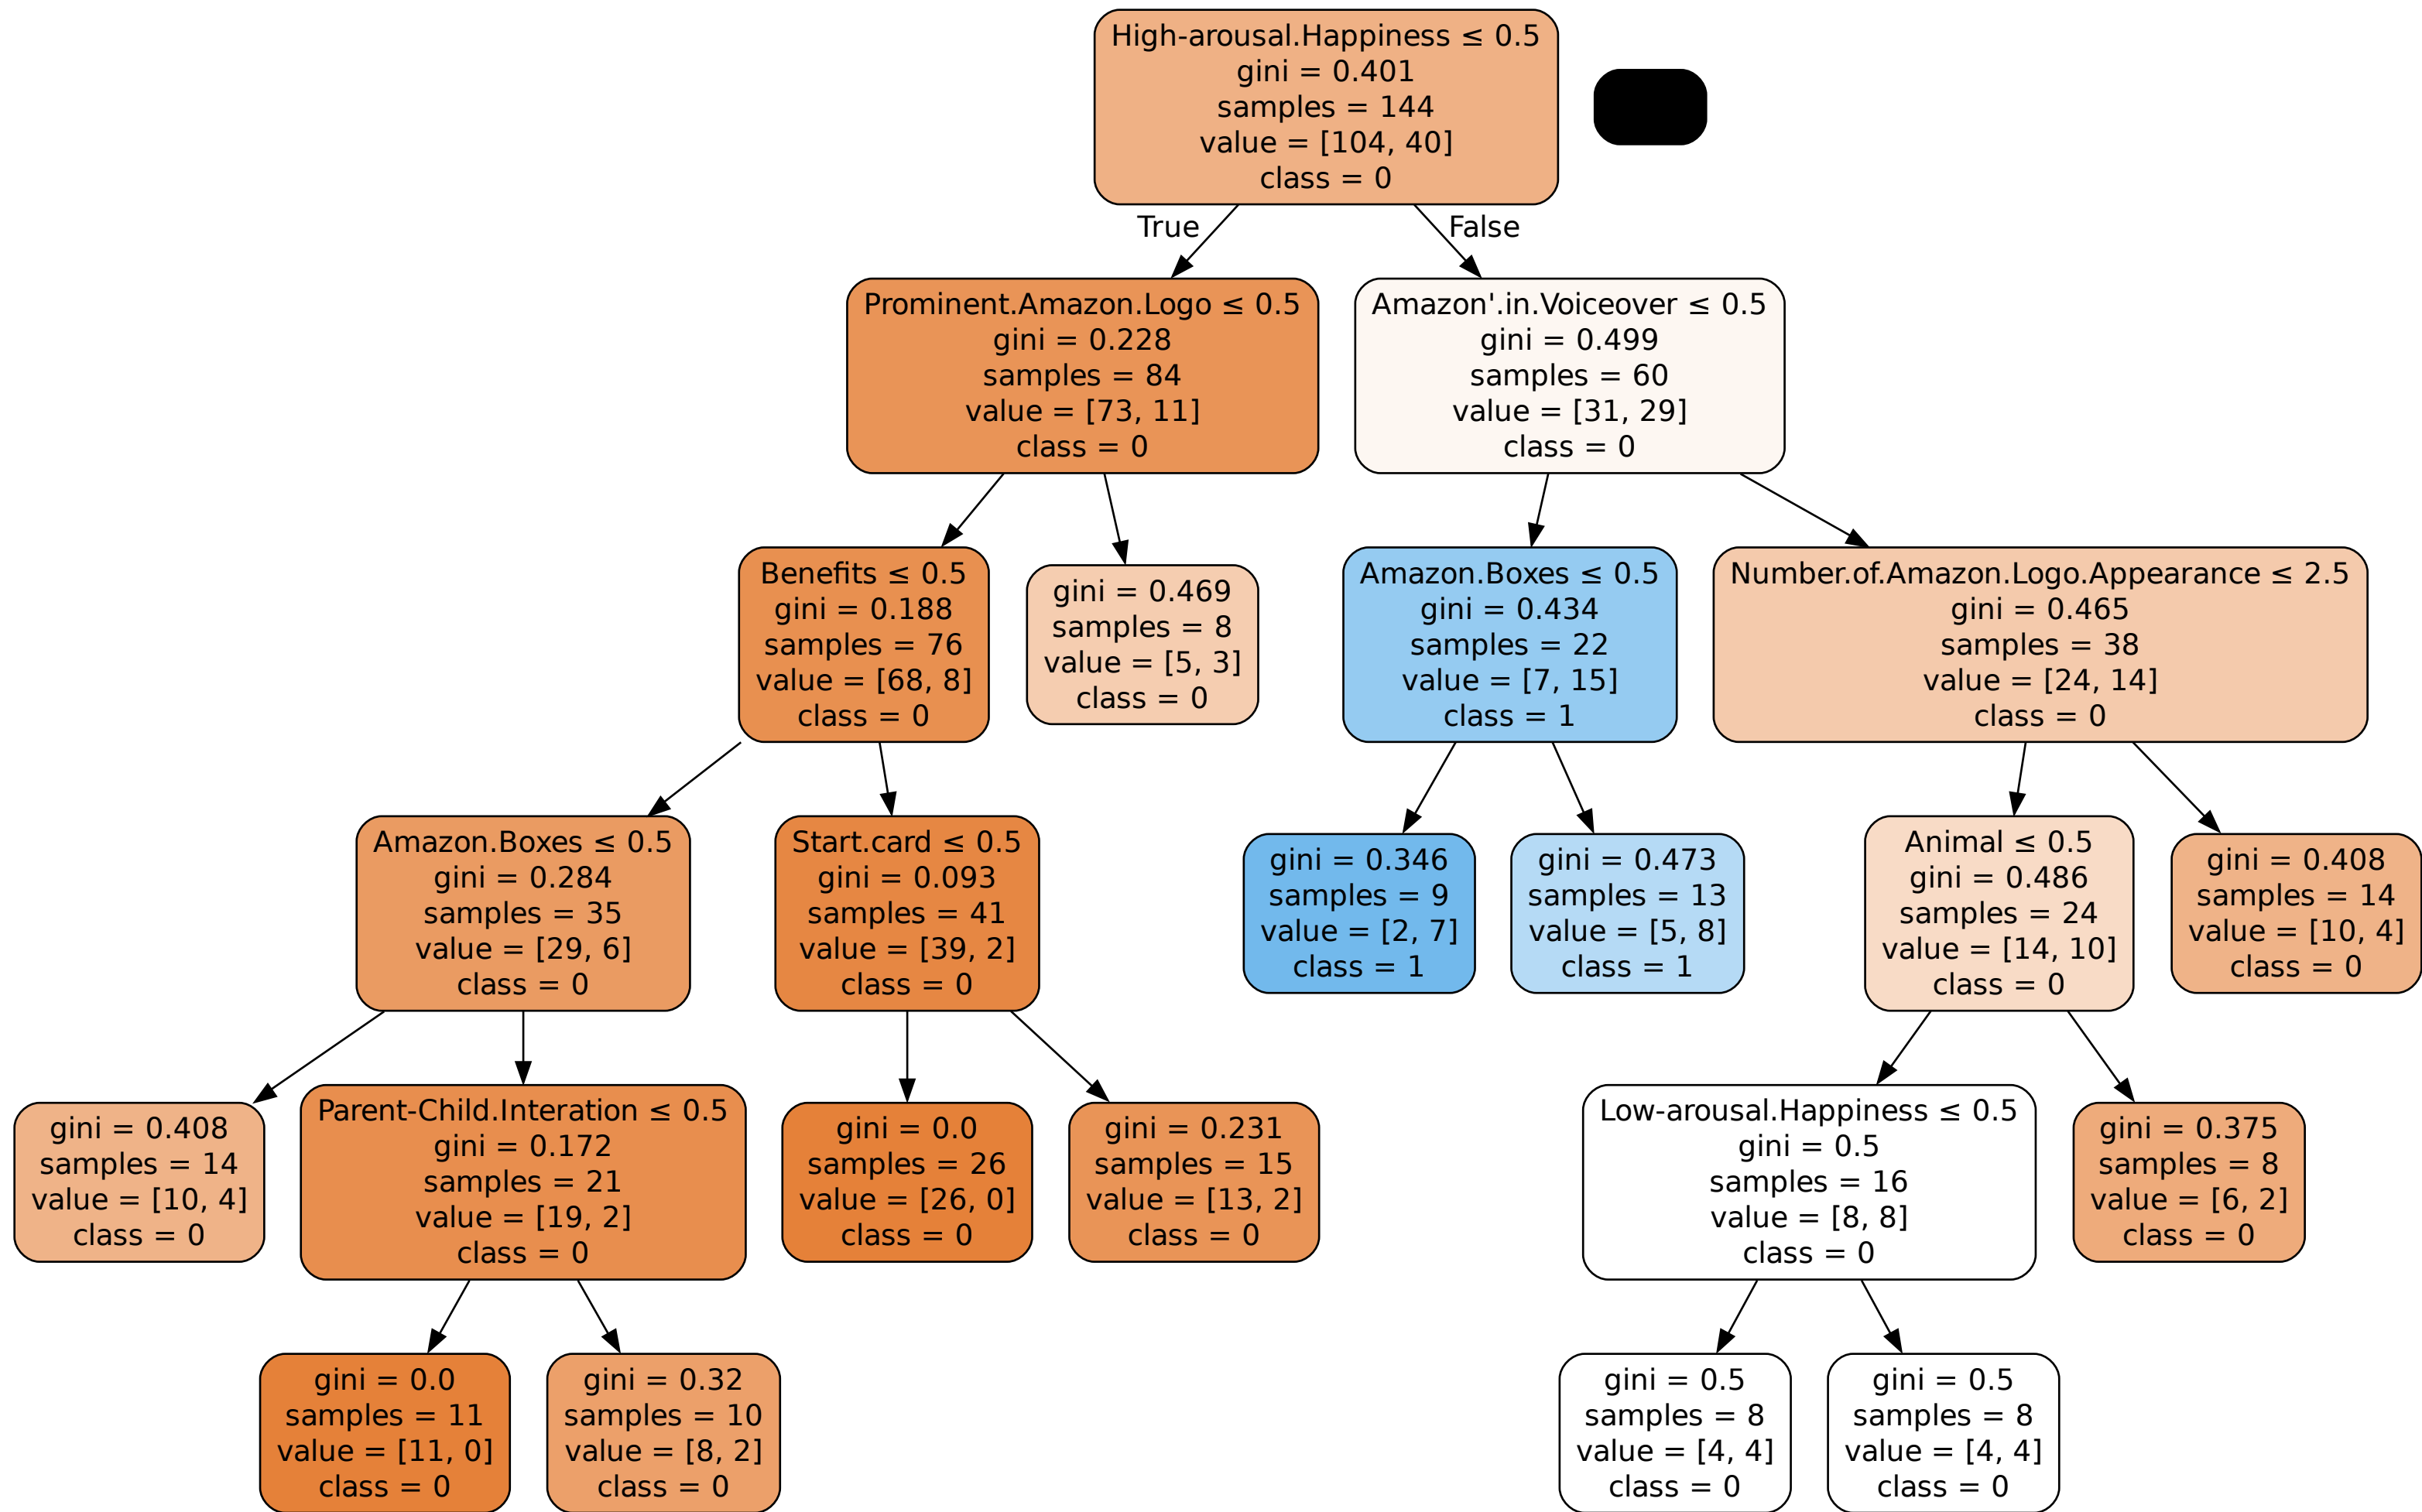 High-arousal.Happiness ≤ 0.5
gini = 0.401
samples = 144
value = [104, 40]
class = 0
True
False
Prominent.Amazon.Logo ≤ 0.5
gini = 0.228
samples = 84
value = [73, 11]
class = 0
Amazon'.in.Voiceover ≤ 0.5
gini = 0.499
samples = 60
value = [31, 29]
class = 0
Benefits ≤ 0.5
gini = 0.188
samples = 76
value = [68, 8]
class = 0
gini = 0.469
samples = 8
value = [5, 3]
class = 0
Amazon.Boxes ≤ 0.5
gini = 0.434
samples = 22
value = [7, 15]
class = 1
Number.of.Amazon.Logo.Appearance ≤ 2.5
gini = 0.465
samples = 38
value = [24, 14]
class = 0
Amazon.Boxes ≤ 0.5
gini = 0.284
samples = 35
value = [29, 6]
class = 0
Start.card ≤ 0.5
gini = 0.093
samples = 41
value = [39, 2]
class = 0
gini = 0.346
samples = 9
value = [2, 7]
class = 1
gini = 0.473
samples = 13
value = [5, 8]
class = 1
Animal ≤ 0.5
gini = 0.486
samples = 24
value = [14, 10]
class = 0
gini = 0.408
samples = 14
value = [10, 4]
class = 0
gini = 0.408
samples = 14
value = [10, 4]
class = 0
Parent-Child.Interation ≤ 0.5
gini = 0.172
samples = 21
value = [19, 2]
class = 0
gini = 0.0
samples = 26
value = [26, 0]
class = 0
gini = 0.231
samples = 15
value = [13, 2]
class = 0
Low-arousal.Happiness ≤ 0.5
gini = 0.5
samples = 16
value = [8, 8]
class = 0
gini = 0.375
samples = 8
value = [6, 2]
class = 0
gini = 0.0
samples = 11
value = [11, 0]
class = 0
gini = 0.32
samples = 10
value = [8, 2]
class = 0
gini = 0.5
samples = 8
value = [4, 4]
class = 0
gini = 0.5
samples = 8
value = [4, 4]
class = 0